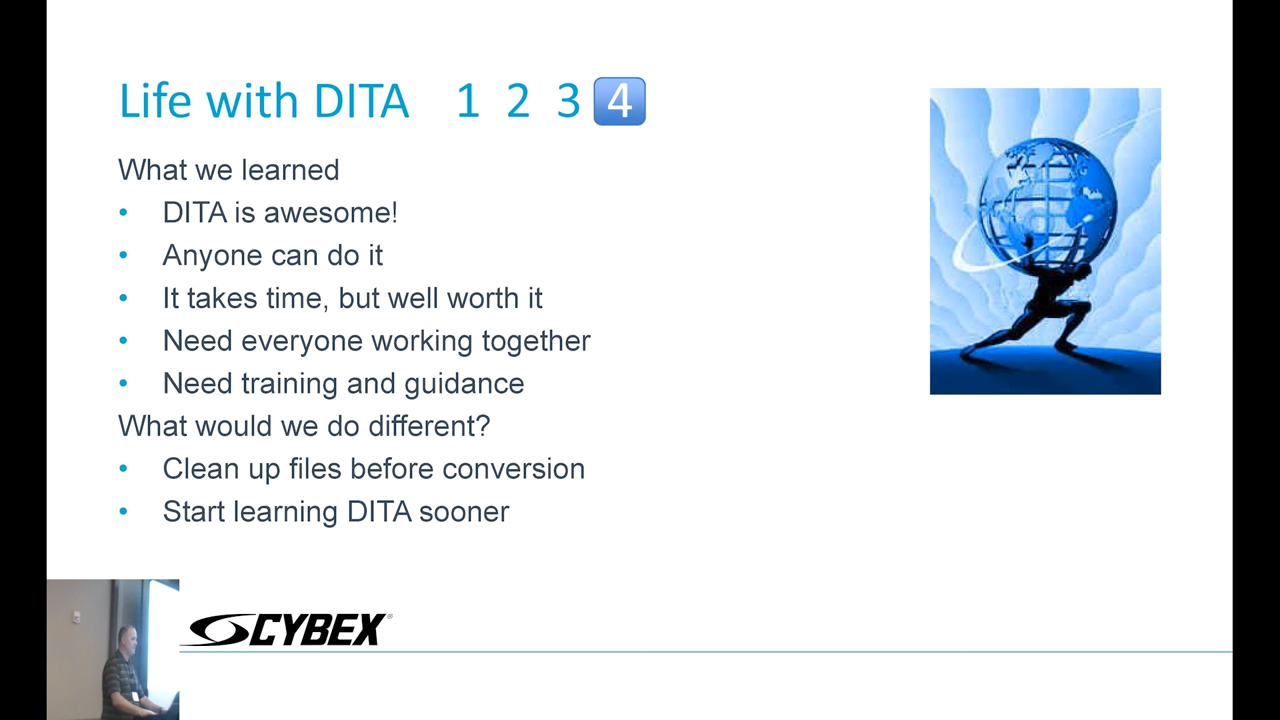 Life with DITA 1 2 3 4
What we learned
• DITA is awesome!
• Anyone can do it
• It takes time, but well worth it
• Need everyone working together
• Need training and guidance
What would we do different?
• Clean up files before conversion
• Start learning DITA sooner
CYBEX®